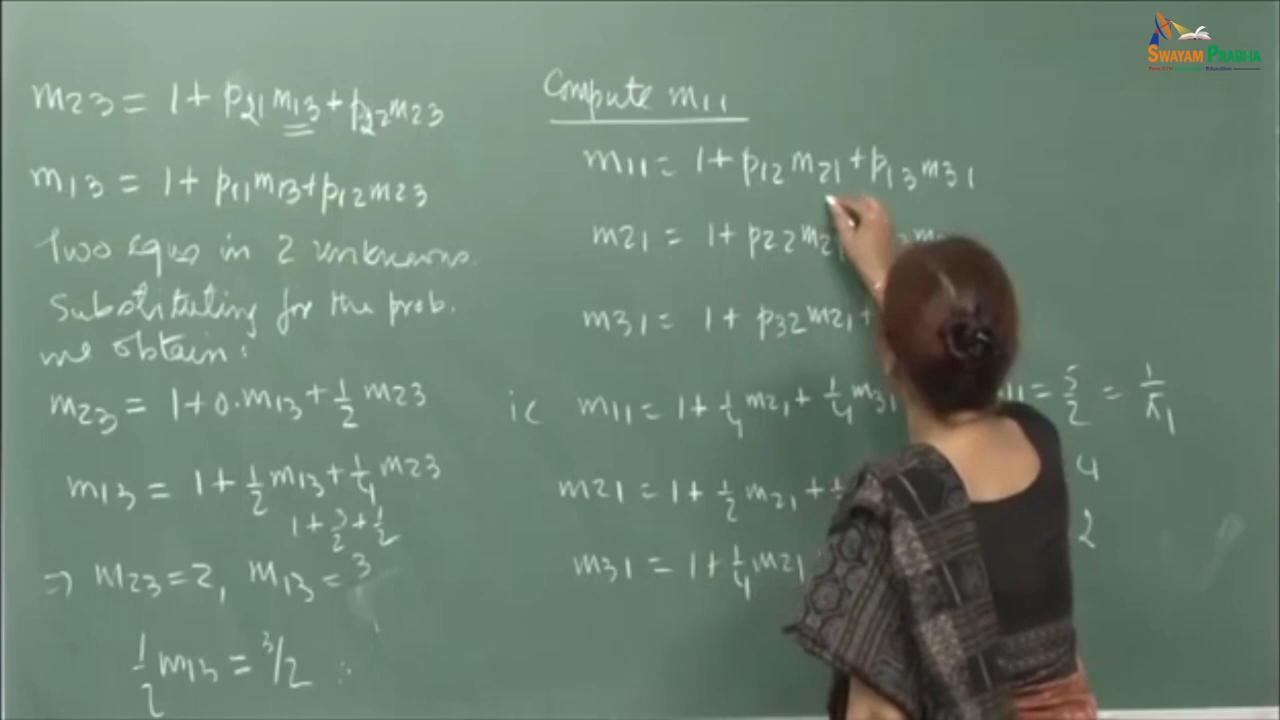 SWAYAM PRABHA
m23 = 1 + p21 m13 + p22 m23
m13 = 1 + p11 m13 + p12 m23
Two eqns in 2 unknowns.
Substituting for the prob.
we obtain:
m23 = 1 + 0. m13 + 1/2 m23
m13 = 1 + 1/2 m13 + 1/4 m23
1 + 3/2 + 1/2
⇒ m23 = 2, m13 = 3
1/2 m13 = 3/2 ∴
Compute m11
m11 = 1 + p12 m21 + p13 m31
m21 = 1 + p22 m21
m31 = 1 + p32 m21 +
ie m11 = 1 + 1/4 m21 + 1/4 m31 m11 = 5/2 = 1/π1
m21 = 1 + 1/2 m21 + 4
m31 = 1 + 1/4 m21 2